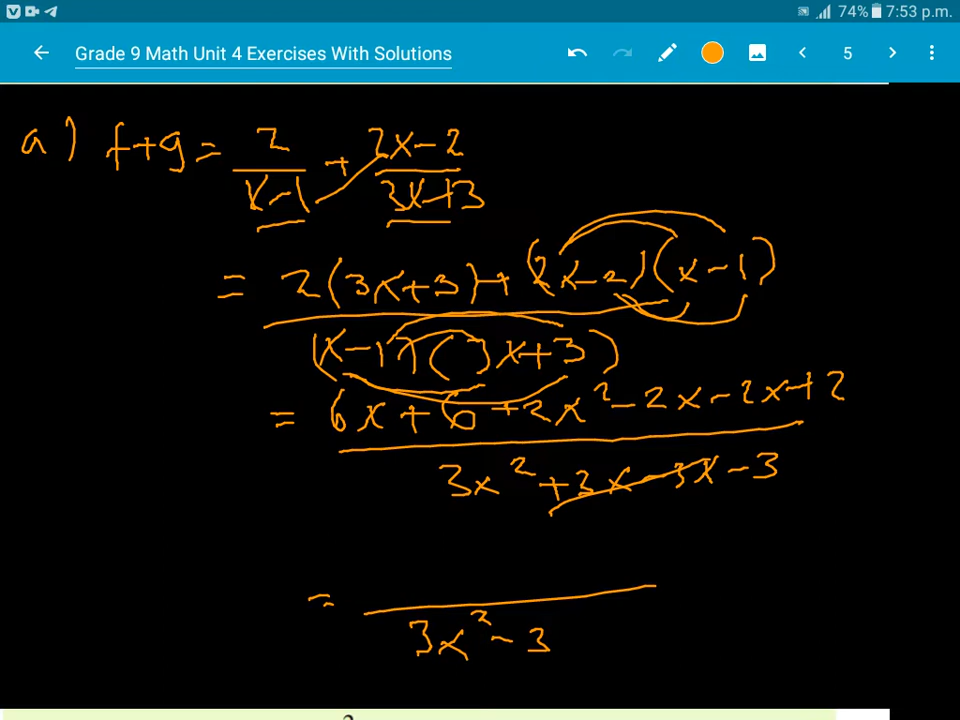 74% 7:53 p.m.
Grade 9 Math Unit 4 Exercises With Solutions 5
a) f+g = 2/(x-1) + (2x-2)/(3x+3)
= (2(3x+3)+(2x-2)(x-1))/((x-1)(3x+3))
= (6x+6+2x²-2x-2x+2)/(3x²+3x-3x-3)
= /(3x²-3)